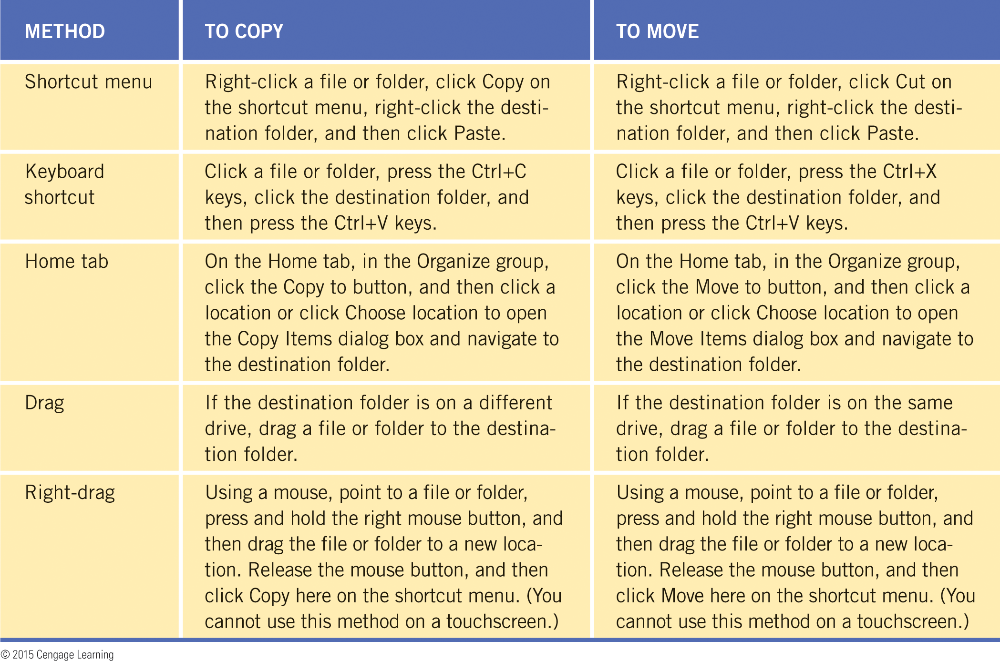 METHOD
TO COPY
TO MOVE
Shortcut menu
Right-click a file or folder, click Copy on
the shortcut menu, right-click the desti-
nation folder, and then click Paste.
Right-click a file or folder, click Cut on
the shortcut menu, right-click the desti-
nation folder, and then click Paste.
Keyboard
shortcut
Click a file or folder, press the Ctrl+C
keys, click the destination folder, and
then press the Ctrl+V keys.
Click a file or folder, press the Ctrl+X
keys, click the destination folder, and
then press the Ctrl+V keys.
Home tab
On the Home tab, in the Organize group,
click the Copy to button, and then click a
location or click Choose location to open
the Copy Items dialog box and navigate to
the destination folder.
On the Home tab, in the Organize group,
click the Move to button, and then click a
location or click Choose location to open
the Move Items dialog box and navigate to
the destination folder.
Drag
If the destination folder is on a different
drive, drag a file or folder to the destina-
tion folder.
If the destination folder is on the same
drive, drag a file or folder to the destina-
tion folder.
Right-drag
Using a mouse, point to a file or folder,
press and hold the right mouse button, and
then drag the file or folder to a new loca-
tion. Release the mouse button, and then
click Copy here on the shortcut menu. (You
cannot use this method on a touchscreen.)
Using a mouse, point to a file or folder,
press and hold the right mouse button, and
then drag the file or folder to a new loca-
tion. Release the mouse button, and then
click Move here on the shortcut menu. (You
cannot use this method on a touchscreen.)
© 2015 Cengage Learning